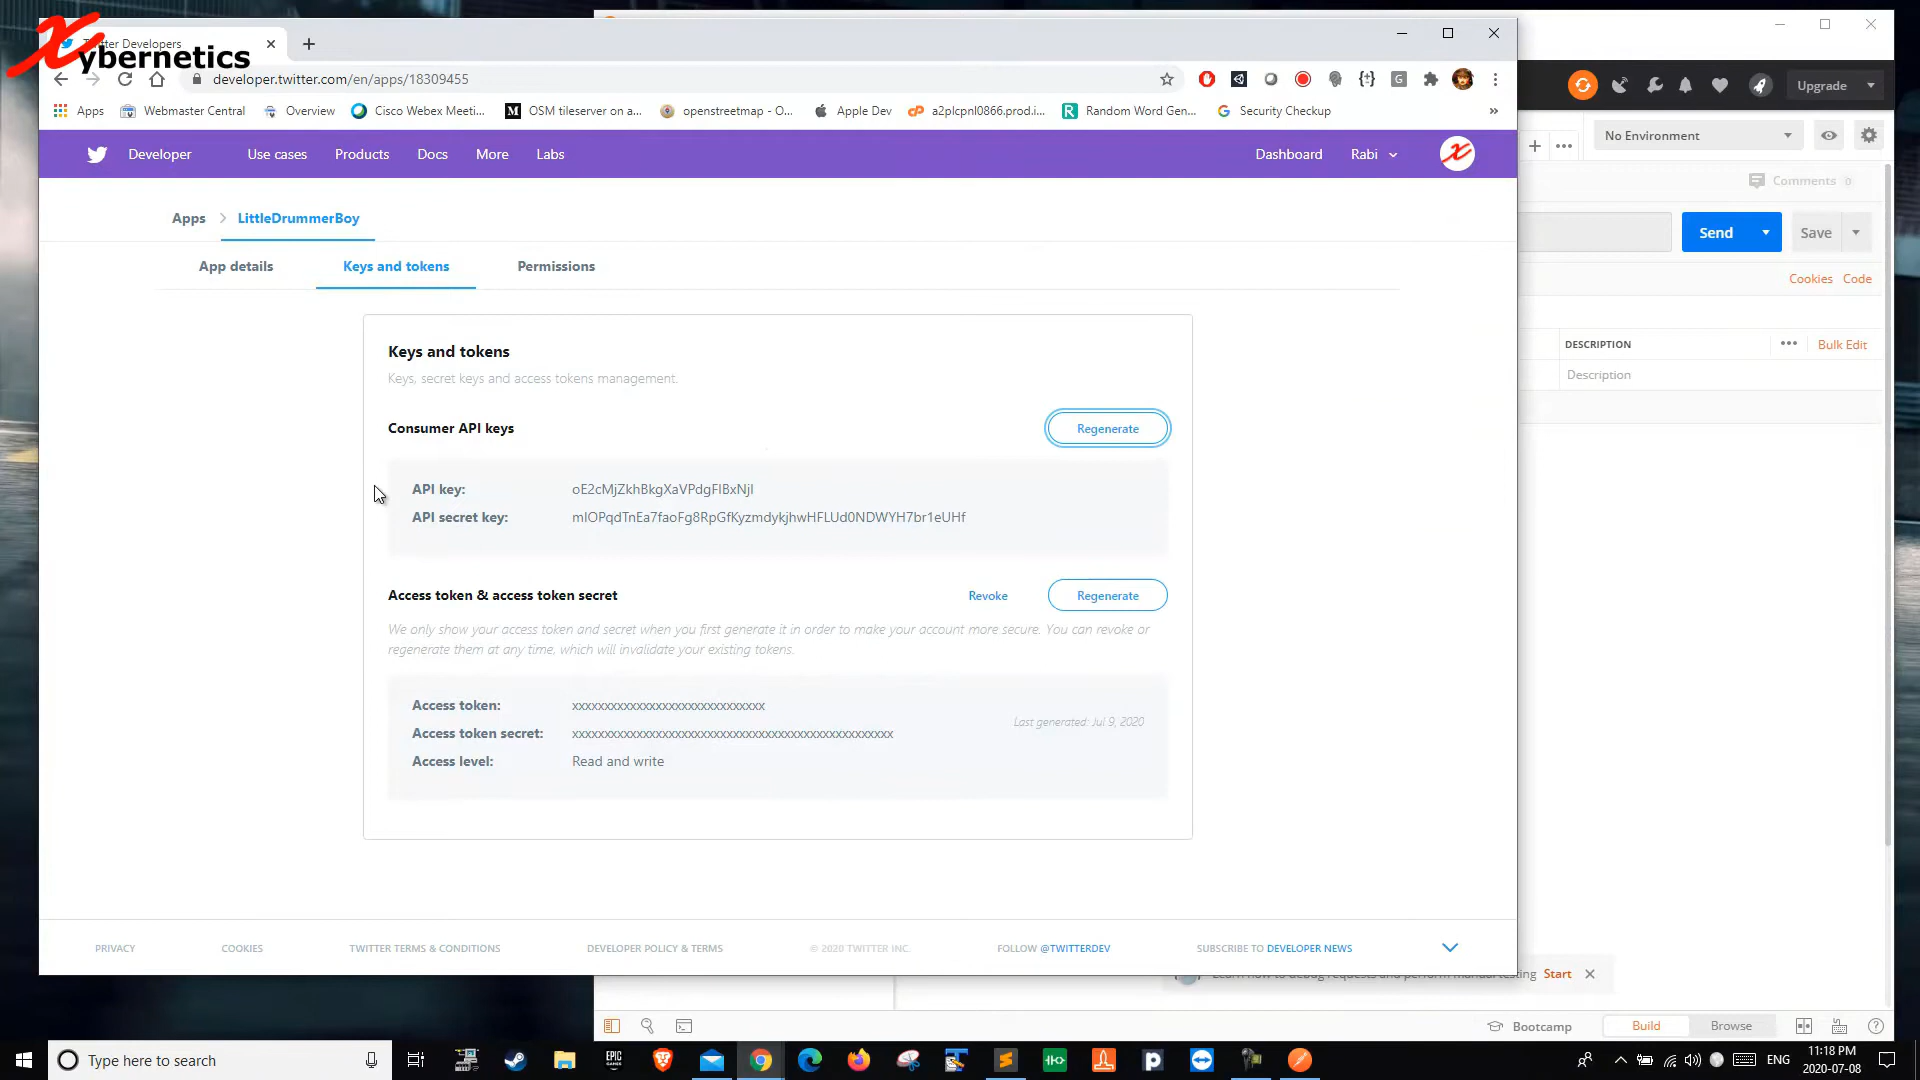 Xybernetics
Twitter Developers
developer.twitter.com/en/apps/18309455
Apps
Webmaster Central
Overview
Cisco Webex Meeti...
OSM tileserver on a...
openstreetmap - O...
Apple Dev
a2plcpnl0866.prod.i...
Random Word Gen...
Security Checkup
»
Upgrade
Developer
Use cases
Products
Docs
More
Labs
Dashboard
Rabi
No Environment
Comments 0
Apps
LittleDrummerBoy
Send
Save
App details
Keys and tokens
Permissions
Cookies
Code
Keys and tokens
Keys, secret keys and access tokens management.
DESCRIPTION
Bulk Edit
Description
Consumer API keys
Regenerate
API key: oE2cMjZkhBkgXaVPdgFIBxNjI
API secret key: mIOPqdTnEa7faoFg8RpGfKyzmdykjhwHFLUd0NDWYH7br1eUHf
Access token & access token secret
Revoke
Regenerate
We only show your access token and secret when you first generate it in order to make your account more secure. You can revoke or
regenerate them at any time, which will invalidate your existing tokens.
Access token: xxxxxxxxxxxxxxxxxxxxxxxxxxxxxx
Last generated: Jul 9, 2020
Access token secret: xxxxxxxxxxxxxxxxxxxxxxxxxxxxxxxxxxxxxxxxxxxxxxxxxx
Access level: Read and write
PRIVACY
COOKIES
TWITTER TERMS & CONDITIONS
DEVELOPER POLICY & TERMS
© 2020 TWITTER INC.
FOLLOW @TWITTERDEV
SUBSCRIBE TO DEVELOPER NEWS
Learn how to debug requests and perform manual testing
Start
Bootcamp
Build
Browse
Type here to search
EPIC GAMES
ENG
11:18 PM
2020-07-08